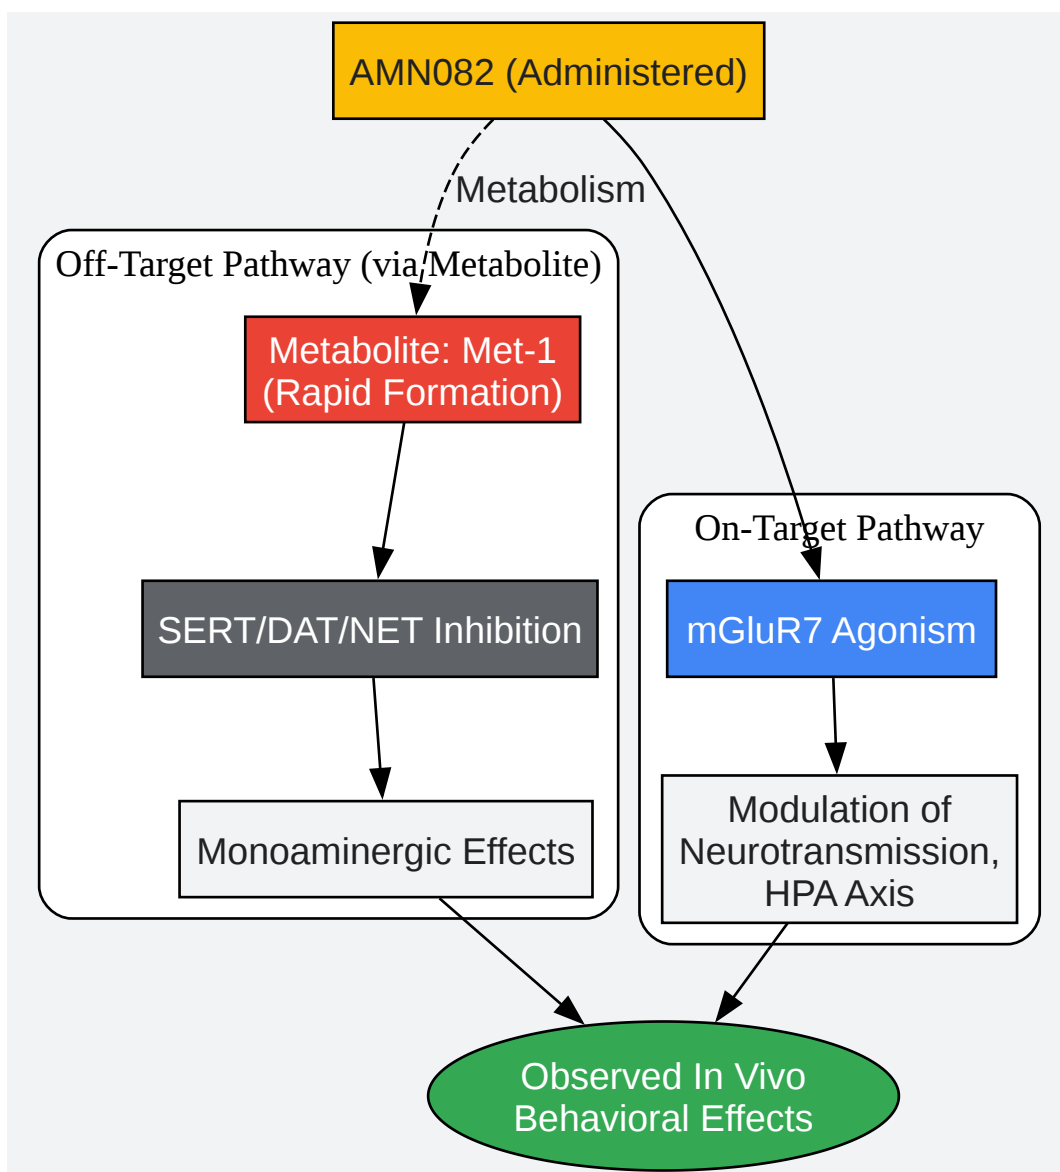 AMN082 (Administered)
Metabolism
Off-Target Pathway (via Metabolite)
Metabolite: Met-1
(Rapid Formation)
On-Target Pathway
SERT/DAT/NET Inhibition
mGluR7 Agonism
Monoaminergic Effects
Modulation of
Neurotransmission,
HPA Axis
Observed In Vivo
Behavioral Effects